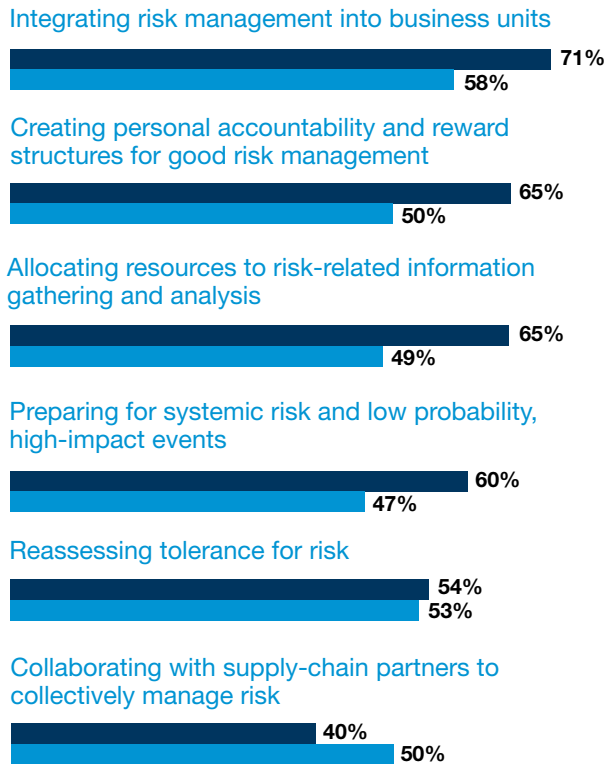 Integrating risk management into business units
71%
58%
Creating personal accountability and reward
structures for good risk management
65%
50%
Allocating resources to risk-related information
gathering and analysis
65%
49%
Preparing for systemic risk and low probability,
high-impact events
60%
47%
Reassessing tolerance for risk
54%
53%
Collaborating with supply-chain partners to
collectively manage risk
40%
50%